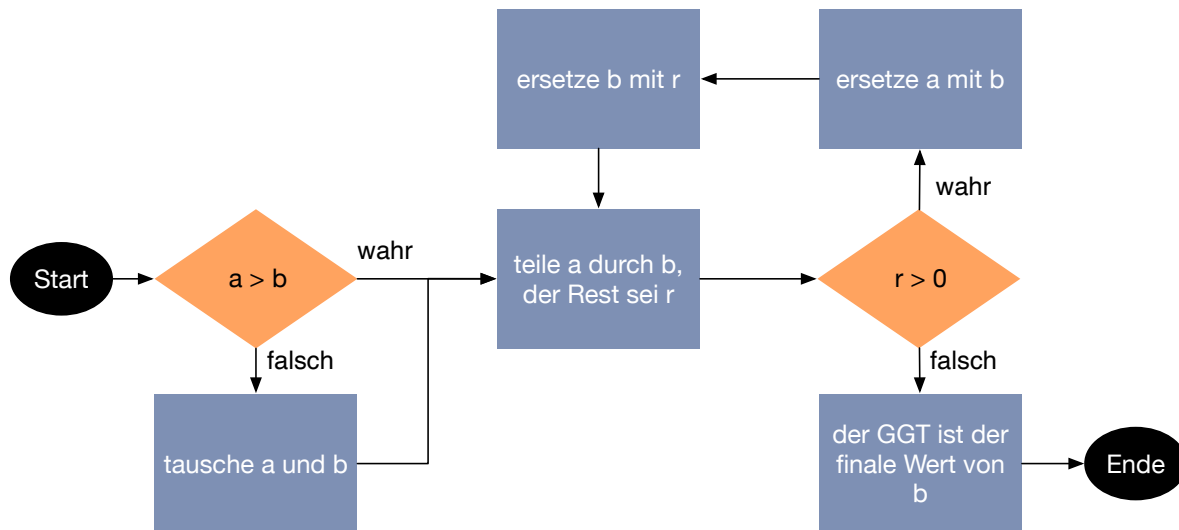 ersetze b mit r
ersetze a mit b
wahr
Start
a > b
wahr
teile a durch b,
der Rest sei r
r > 0
falsch
falsch
tausche a und b
der GGT ist der
finale Wert von
b
Ende